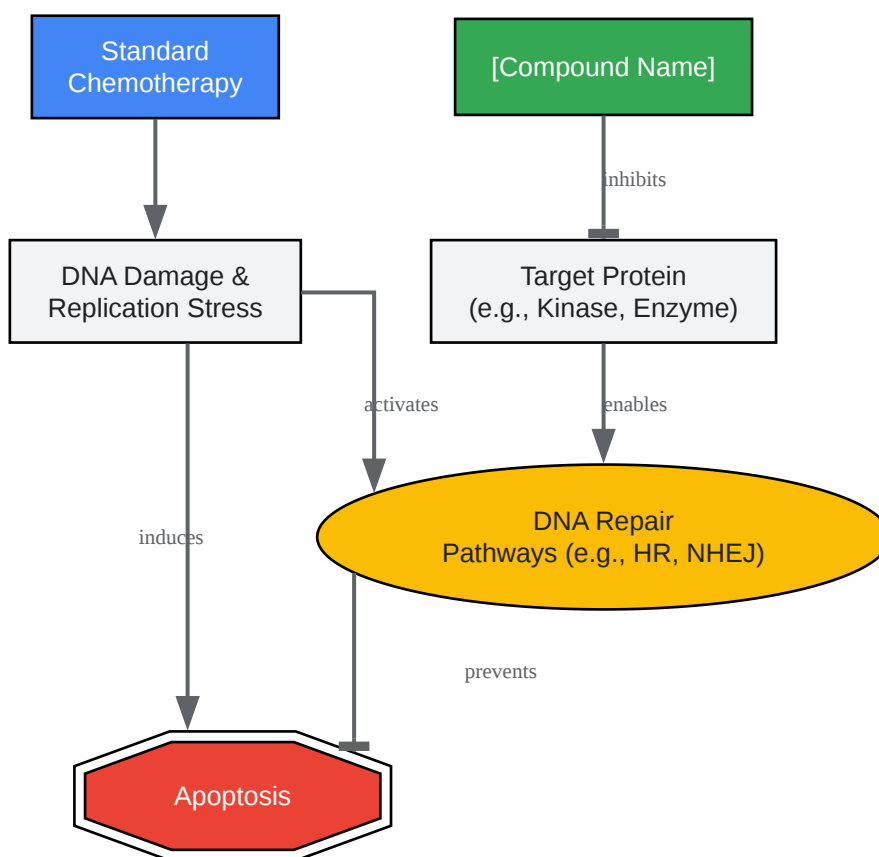 Standard
Chemotherapy
[Compound Name]
inhibits
DNA Damage &
Replication Stress
Target Protein
(e.g., Kinase, Enzyme)
activates
enables
DNA Repair
Pathways (e.g., HR, NHEJ)
induces
prevents
Apoptosis